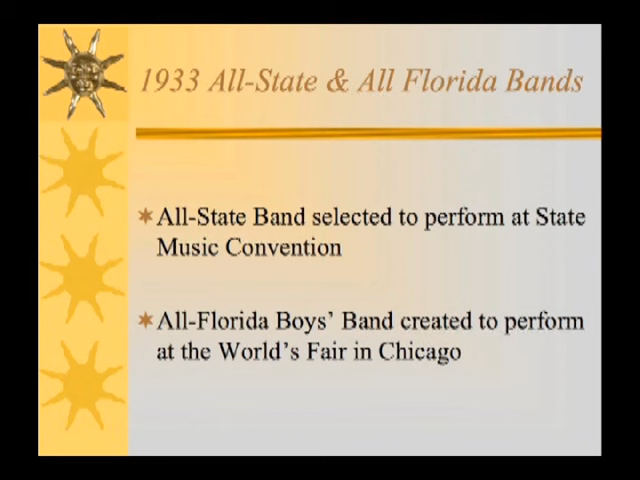 1933 All-State & All Florida Bands
All-State Band selected to perform at State
Music Convention
All-Florida Boys’ Band created to perform
at the World’s Fair in Chicago